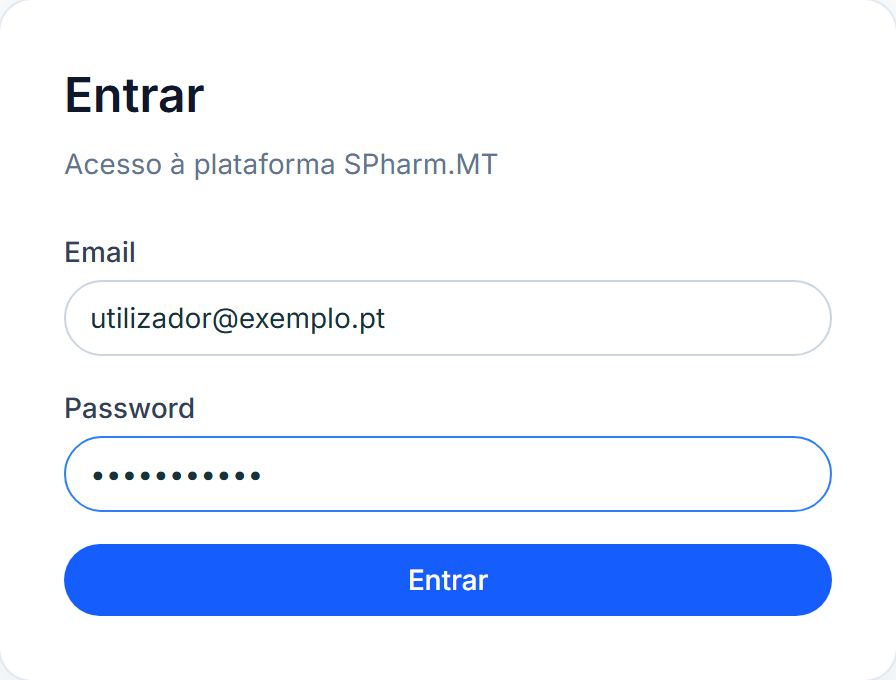 Entrar
Acesso à plataforma SPharm.MT
Email
utilizador@exemplo.pt
Password
•••••••••••
Entrar